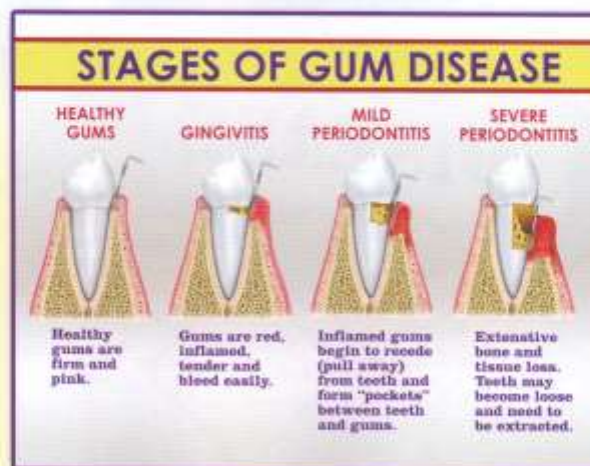 STAGES OF GUM DISEASE
HEALTHY
GUMS
Healthy
gums are
firm and
pink.
GINGIVITIS
Gums are red,
inflamed,
tender and
bleed easily.
MILD
PERIODONTITIS
Inflamed gums
begin to recede
(pull away)
from teeth and
form "pockets"
between teeth
and gums.
SEVERE
PERIODONTITIS
Extensive
bone and
tissue loss.
Teeth may
become loose
and need to
be extracted.